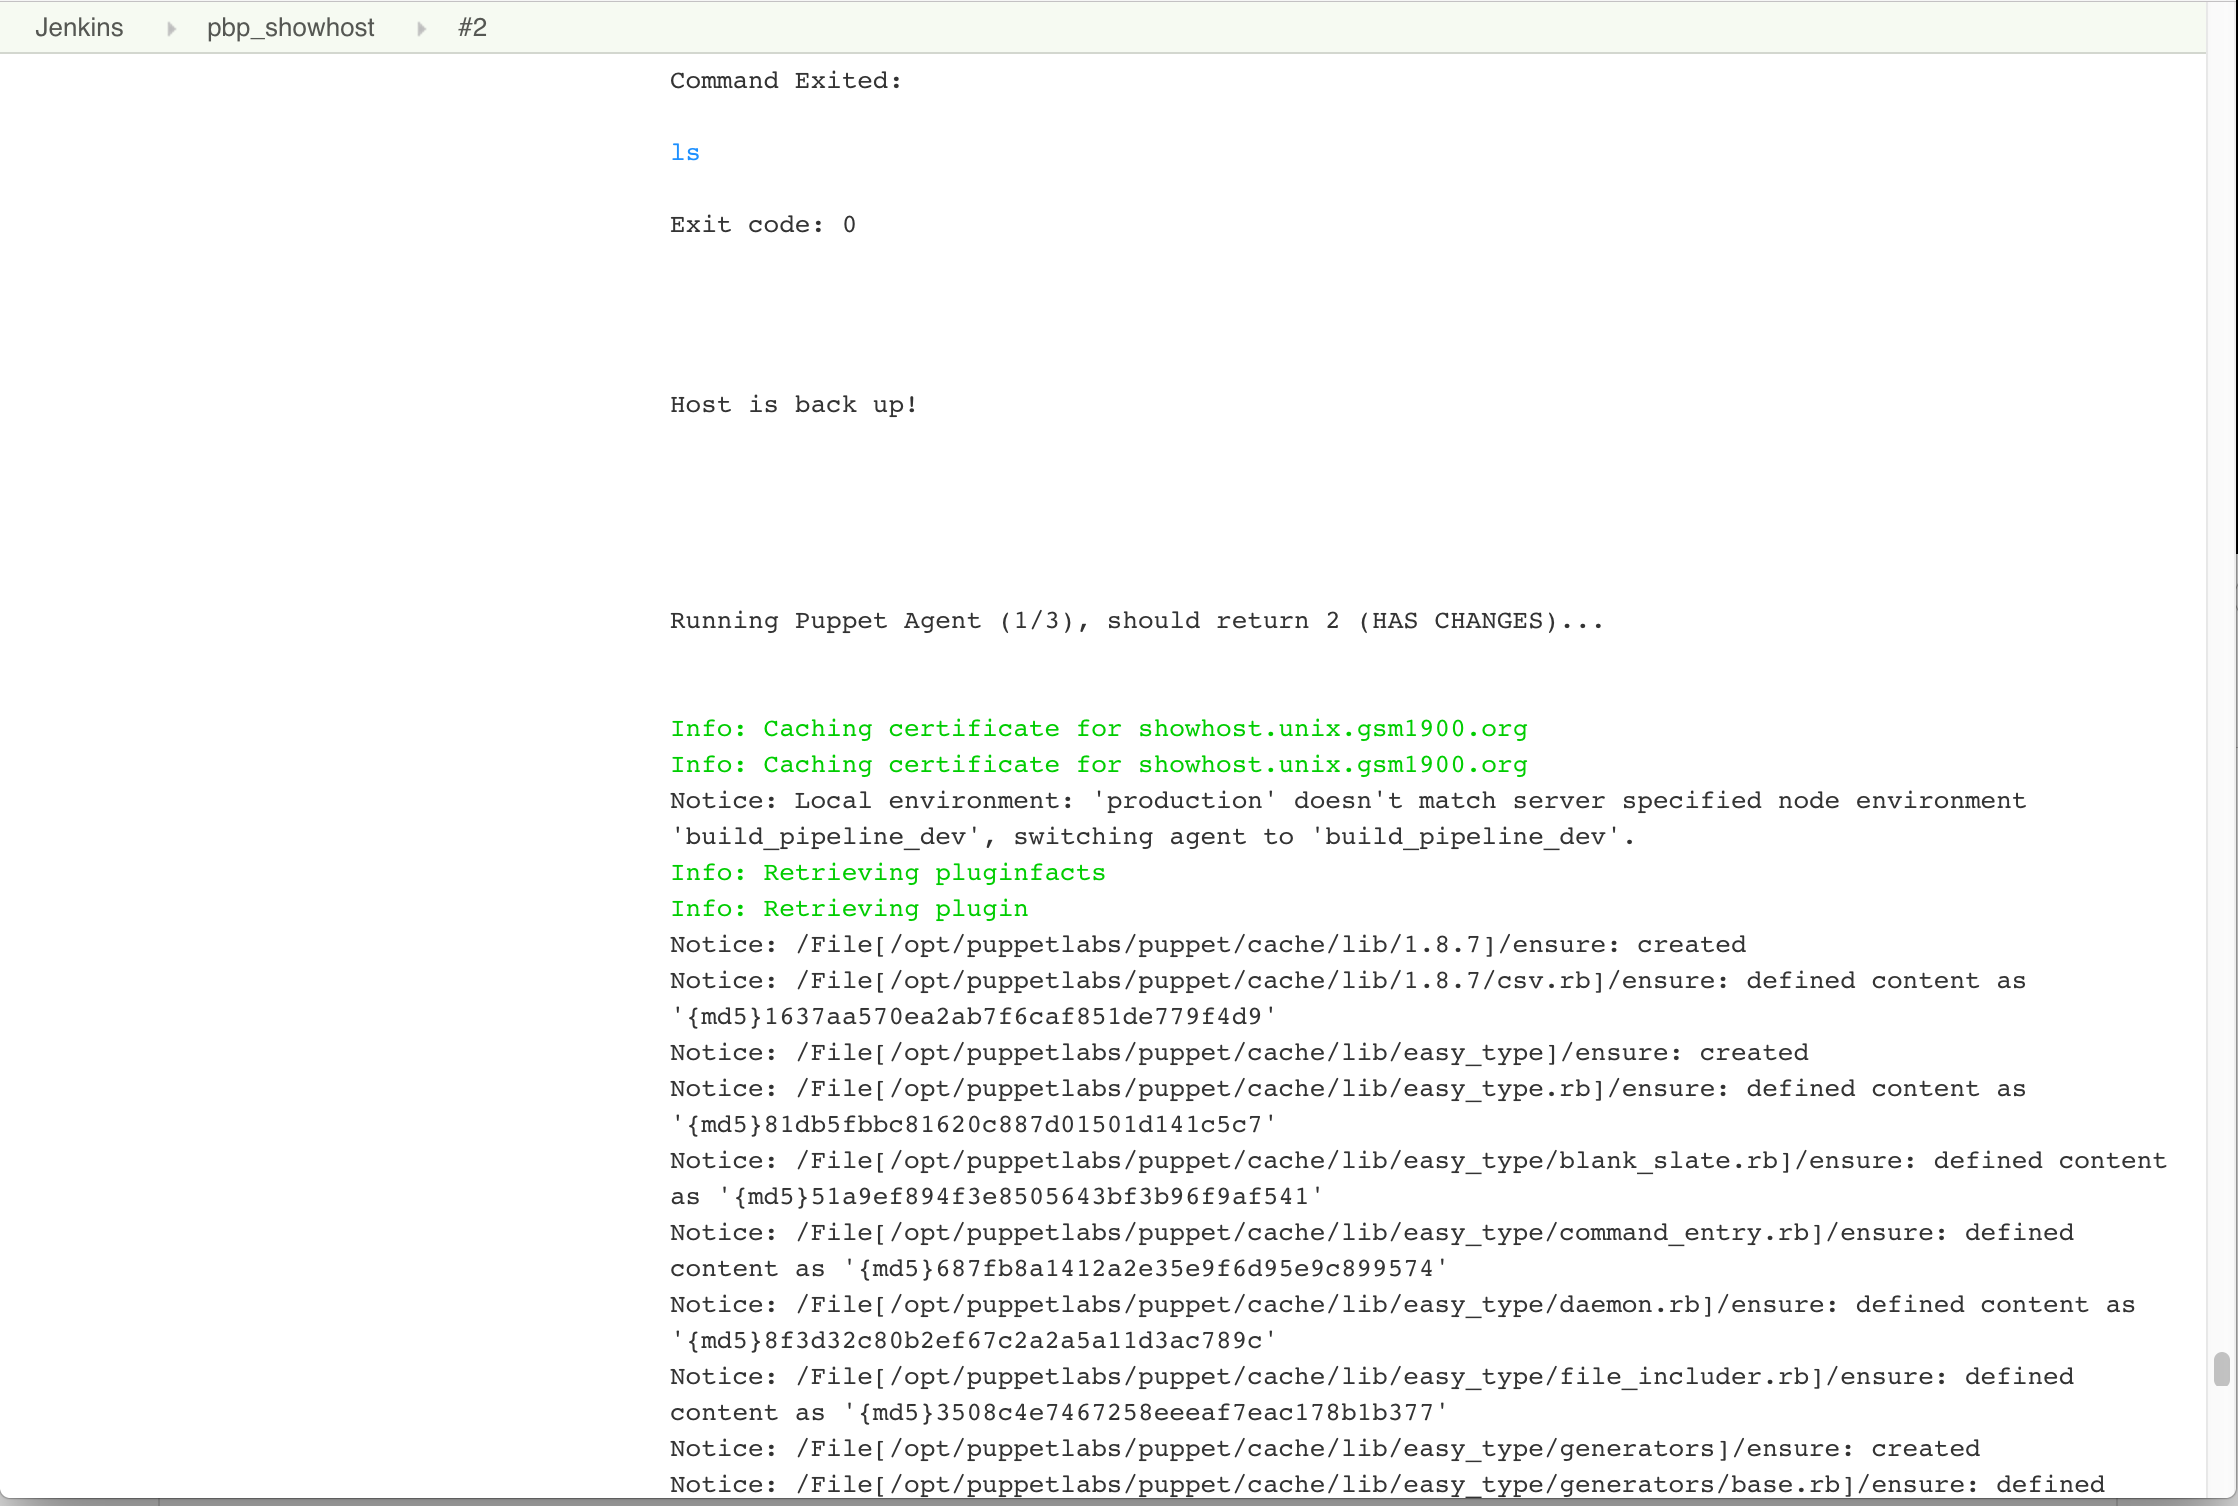 Jenkins pbp_showhost #2
Command Exited:
ls
Exit code: 0
Host is back up!
Running Puppet Agent (1/3), should return 2 (HAS CHANGES)...
Info: Caching certificate for showhost.unix.gsm1900.org
Info: Caching certificate for showhost.unix.gsm1900.org
Notice: Local environment: 'production' doesn't match server specified node environment
'build_pipeline_dev', switching agent to 'build_pipeline_dev'.
Info: Retrieving pluginfacts
Info: Retrieving plugin
Notice: /File[/opt/puppetlabs/puppet/cache/lib/1.8.7]/ensure: created
Notice: /File[/opt/puppetlabs/puppet/cache/lib/1.8.7/csv.rb]/ensure: defined content as
'{md5}1637aa570ea2ab7f6caf851de779f4d9'
Notice: /File[/opt/puppetlabs/puppet/cache/lib/easy_type]/ensure: created
Notice: /File[/opt/puppetlabs/puppet/cache/lib/easy_type.rb]/ensure: defined content as
'{md5}81db5fbbc81620c887d01501d141c5c7'
Notice: /File[/opt/puppetlabs/puppet/cache/lib/easy_type/blank_slate.rb]/ensure: defined content
as '{md5}51a9ef894f3e8505643bf3b96f9af541'
Notice: /File[/opt/puppetlabs/puppet/cache/lib/easy_type/command_entry.rb]/ensure: defined
content as '{md5}687fb8a1412a2e35e9f6d95e9c899574'
Notice: /File[/opt/puppetlabs/puppet/cache/lib/easy_type/daemon.rb]/ensure: defined content as
'{md5}8f3d32c80b2ef67c2a2a5a11d3ac789c'
Notice: /File[/opt/puppetlabs/puppet/cache/lib/easy_type/file_includer.rb]/ensure: defined
content as '{md5}3508c4e7467258eeeaf7eac178b1b377'
Notice: /File[/opt/puppetlabs/puppet/cache/lib/easy_type/generators]/ensure: created
Notice: /File[/opt/puppetlabs/puppet/cache/lib/easy_type/generators/base.rb]/ensure: defined